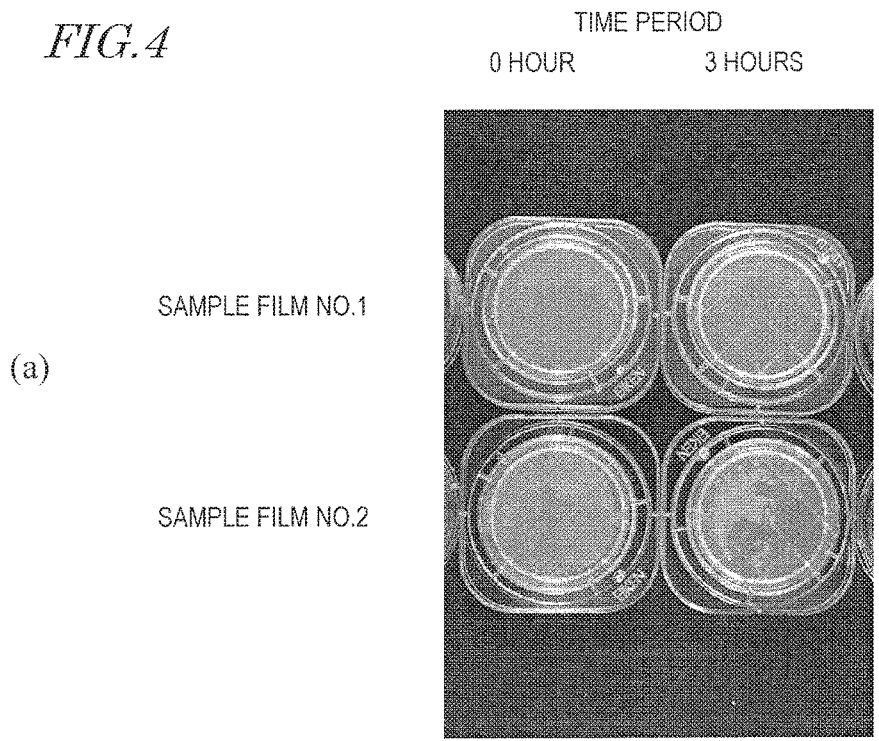 FIG.4
TIME PERIOD
0 HOUR 3 HOURS
SAMPLE FILM NO.1
(a)
SAMPLE FILM NO.2